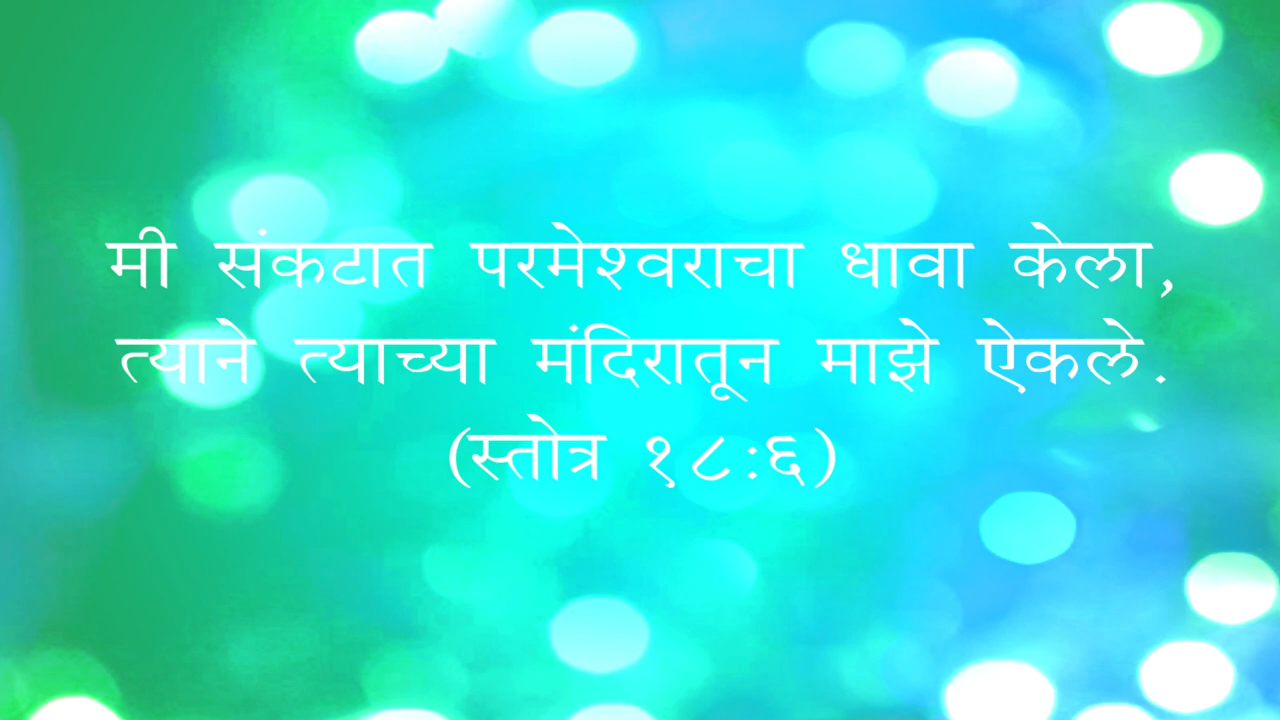 मी संकटात परमेश्वराचा धावा केला,
त्याने त्याच्या मंदिरातून माझे ऐकले.
(स्तोत्र १८:६)